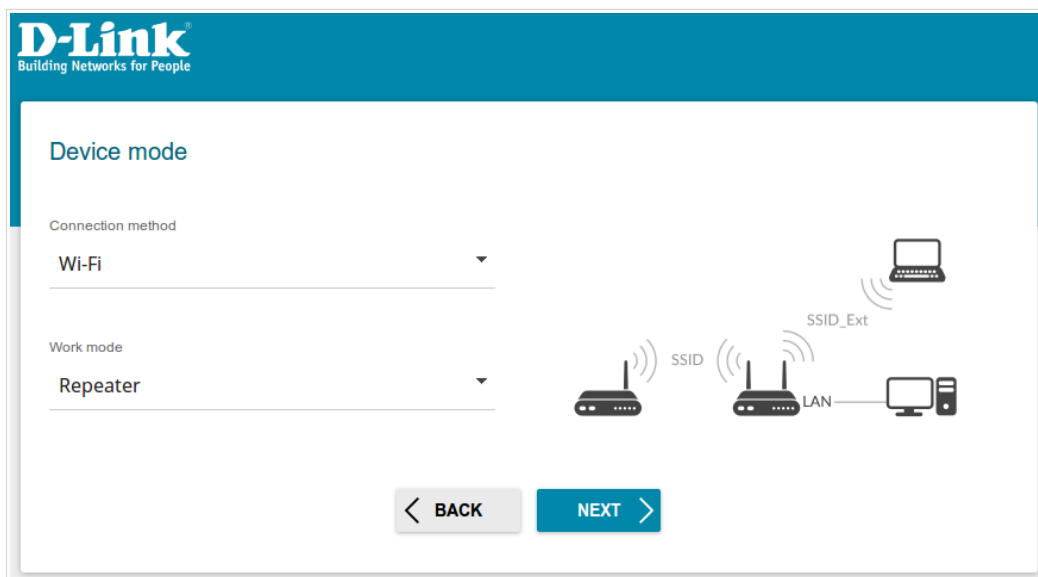 D-Link®
Building Networks for People
Device mode
Connection method
Wi-Fi
Work mode
Repeater
SSID
SSID_Ext
LAN
BACK
NEXT